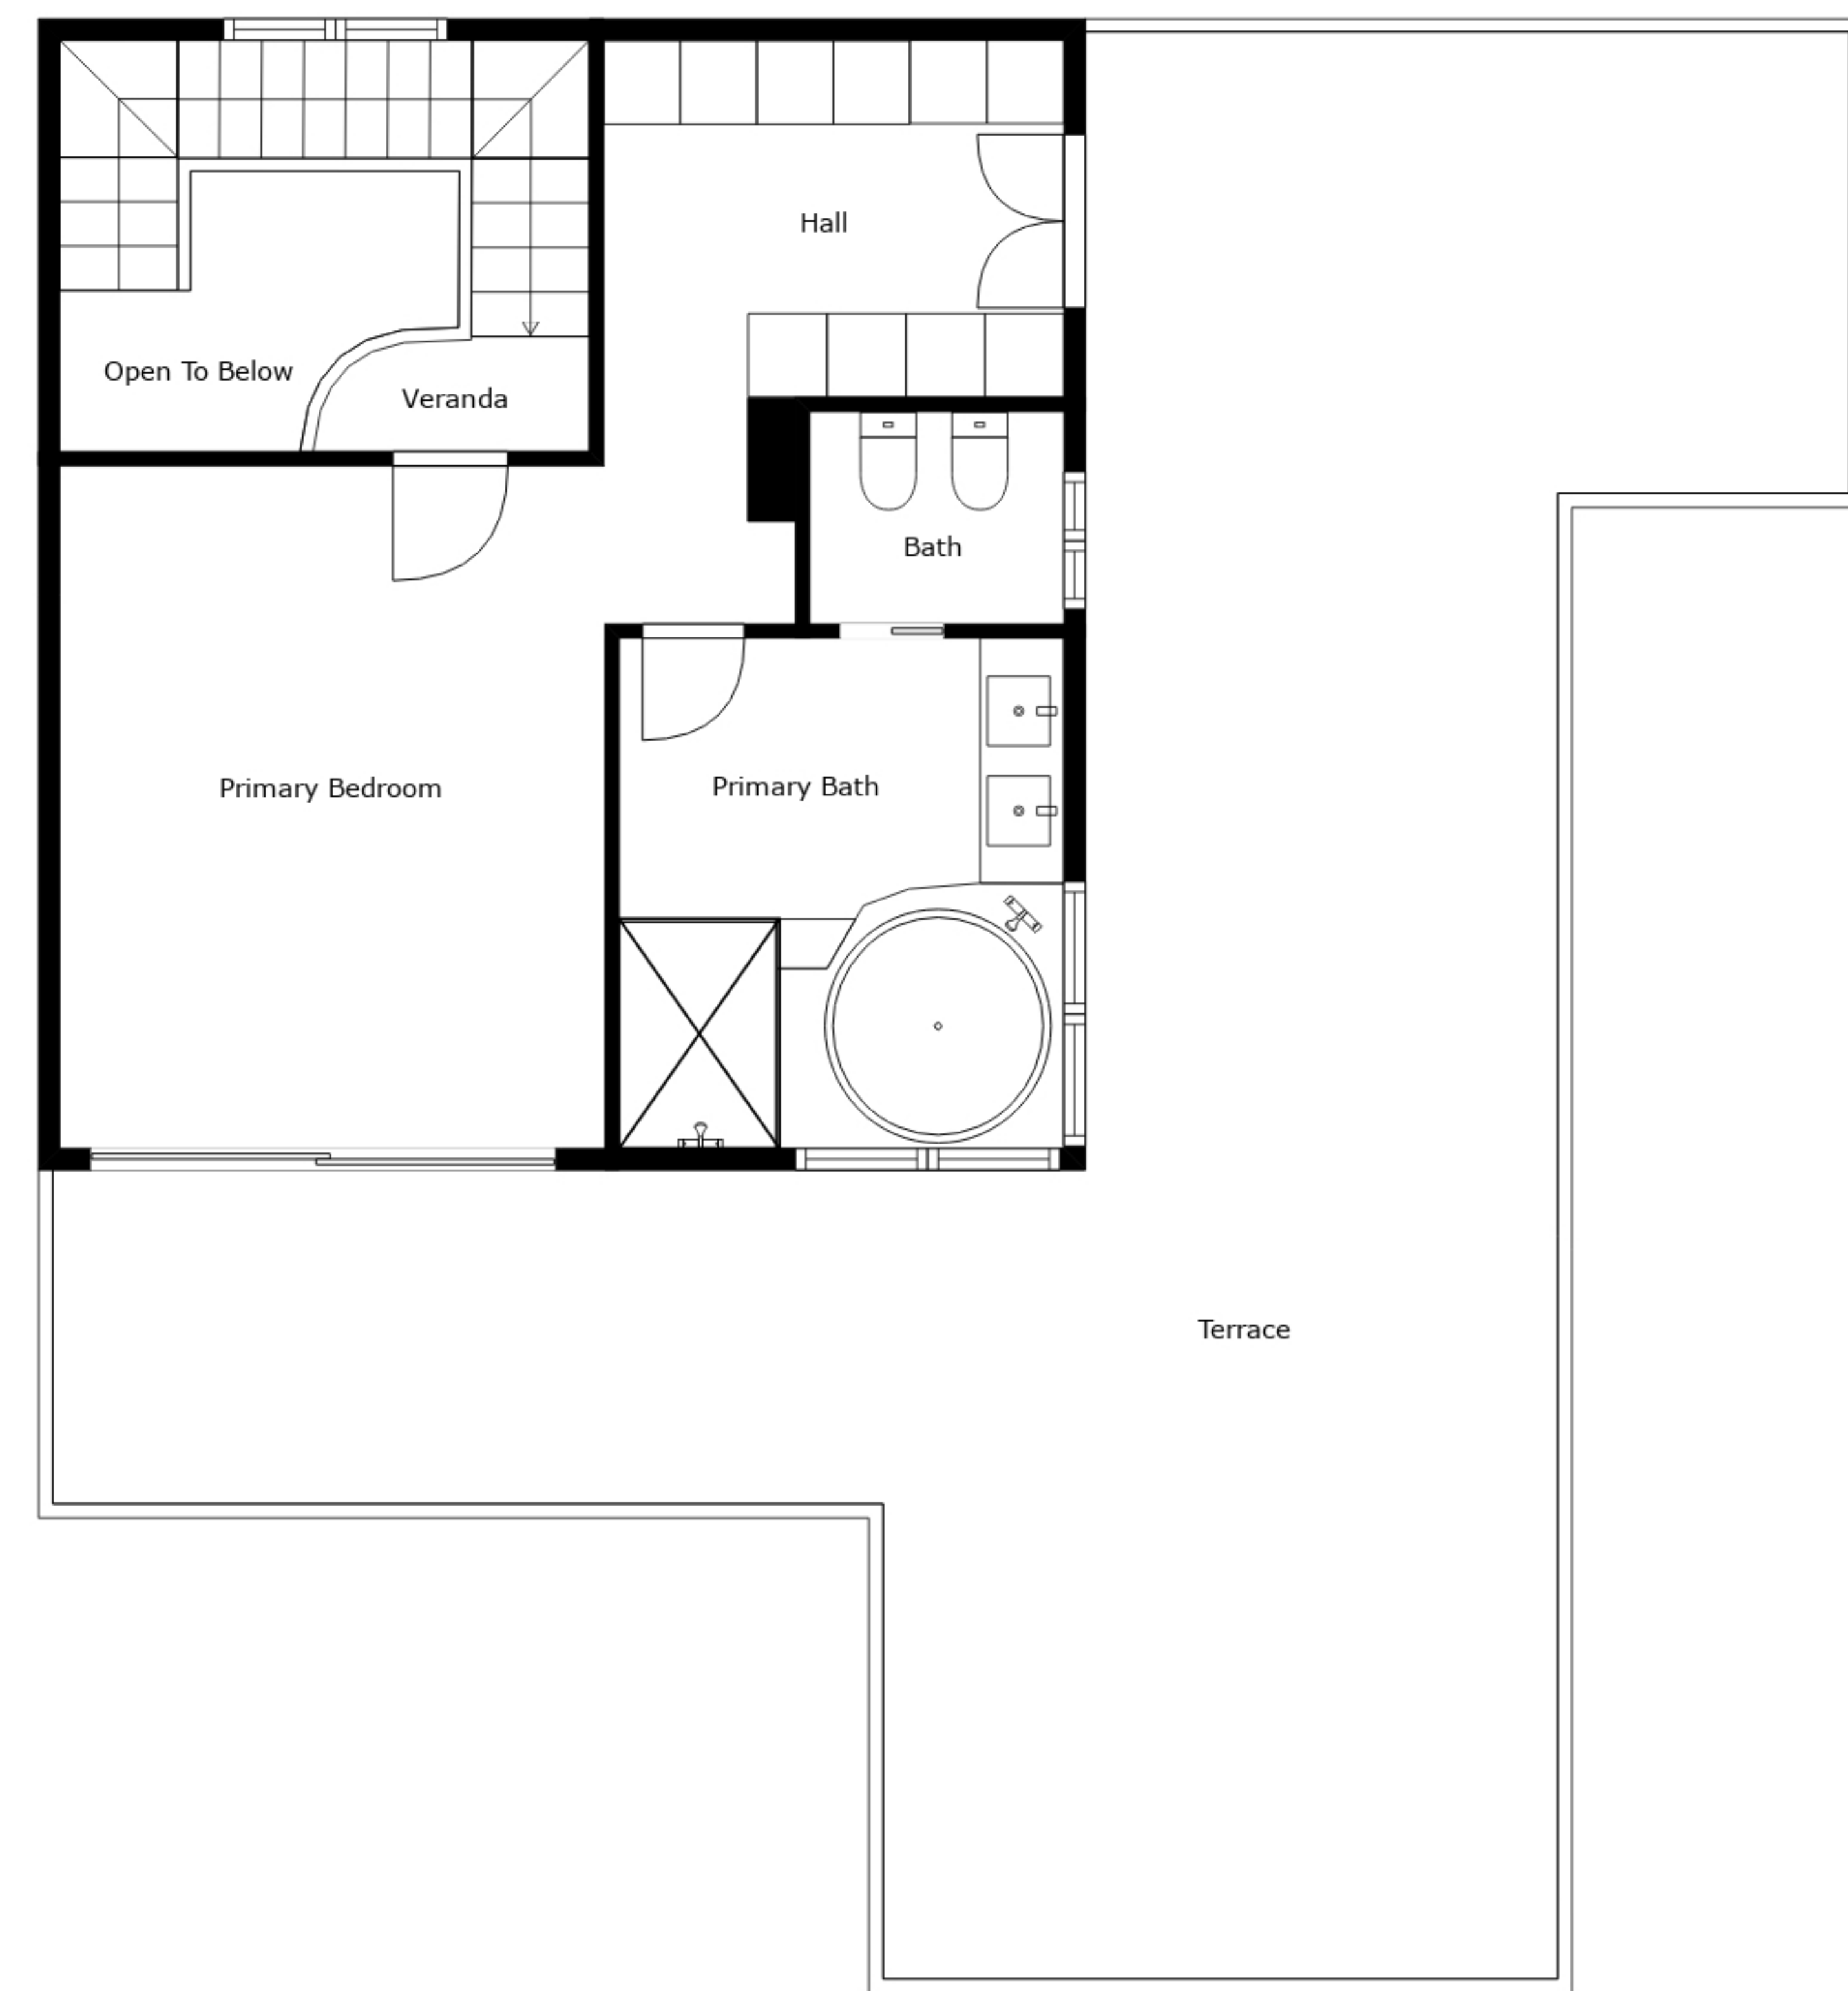 Hall
Open To Below
Veranda
Bath
Primary Bedroom
Primary Bath
Terrace